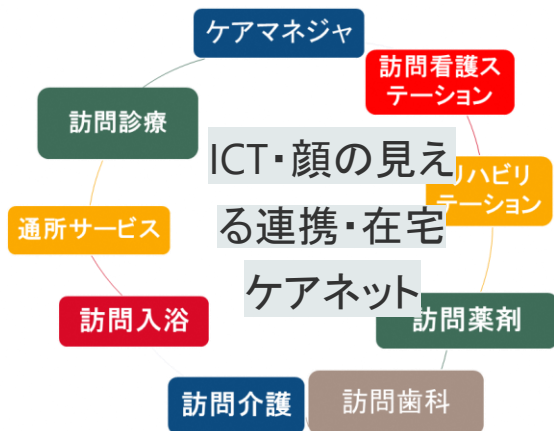 ケアマネジャ
訪問看護ス
テーション
訪問診療
ICT・顔の見え
る連携・在宅
ケアネット
リハビリ
テーション
通所サービス
訪問入浴
訪問薬剤
訪問介護
訪問歯科